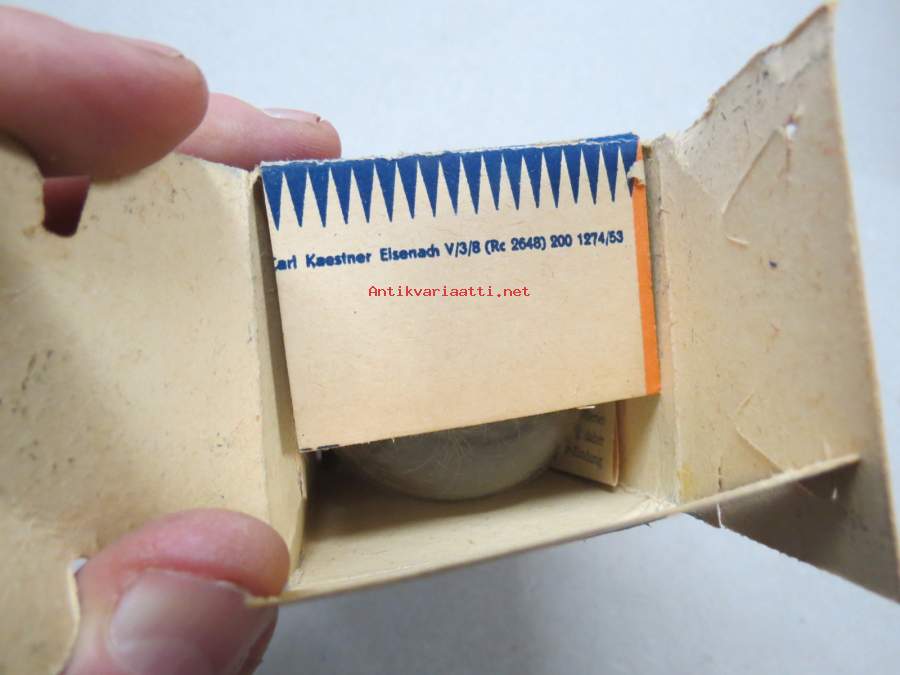 Karl Kaestner Eisenach V/3/8 (Rc 2648) 200 1274/53
Antikvariaatti.net